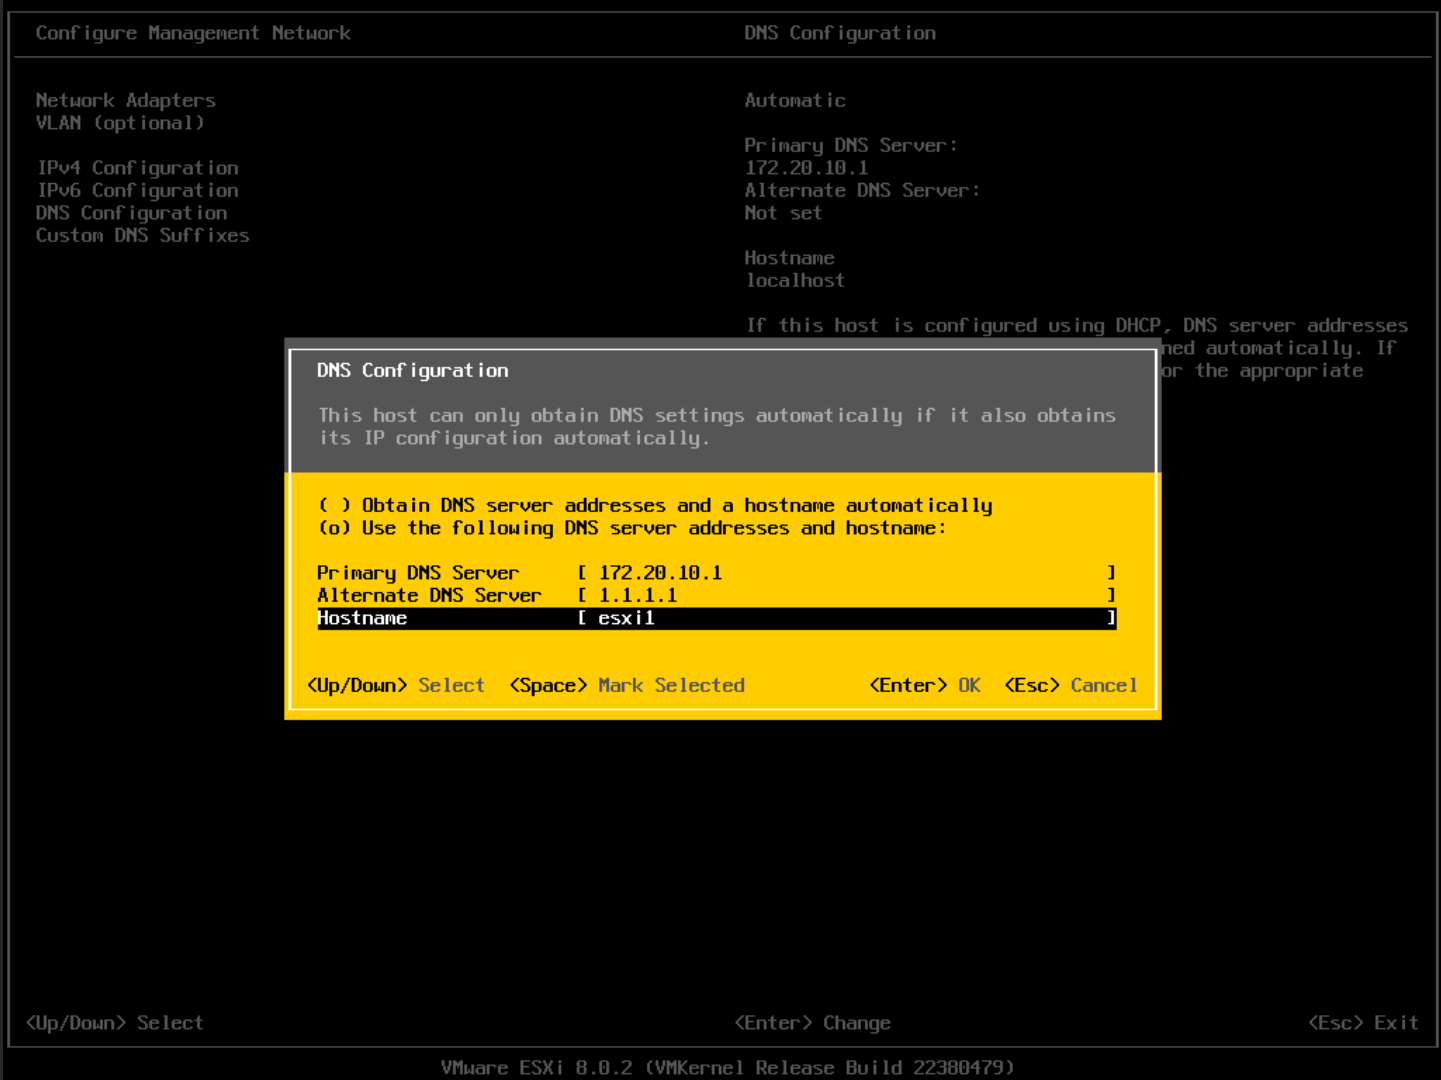 Configure Management Network
DNS Configuration
Network Adapters
VLAN (optional)
IPv4 Configuration
IPv6 Configuration
DNS Configuration
Custom DNS Suffixes
Automatic
Primary DNS Server:
172.20.10.1
Alternate DNS Server:
Not set
Hostname
localhost
If this host is configured using DHCP, DNS server addresses
ned automatically. If
or the appropriate
DNS Configuration
This host can only obtain DNS settings automatically if it also obtains
its IP configuration automatically.
( ) Obtain DNS server addresses and a hostname automatically
(o) Use the following DNS server addresses and hostname:
Primary DNS Server [ 172.20.10.1 ]
Alternate DNS Server [ 1.1.1.1 ]
Hostname [ esxi1 ]
<Up/Down> Select <Space> Mark Selected <Enter> OK <Esc> Cancel
<Up/Down> Select <Enter> Change <Esc> Exit
VMware ESXi 8.0.2 (VMKernel Release Build 22380479)